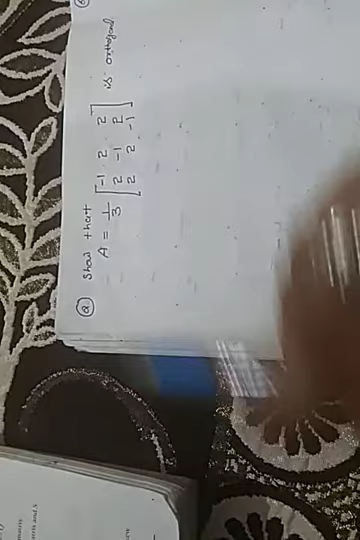 Q Show that
A = 1/3 [ -1 2 2
2 -1 2
2 2 -1 ] is orthogonal